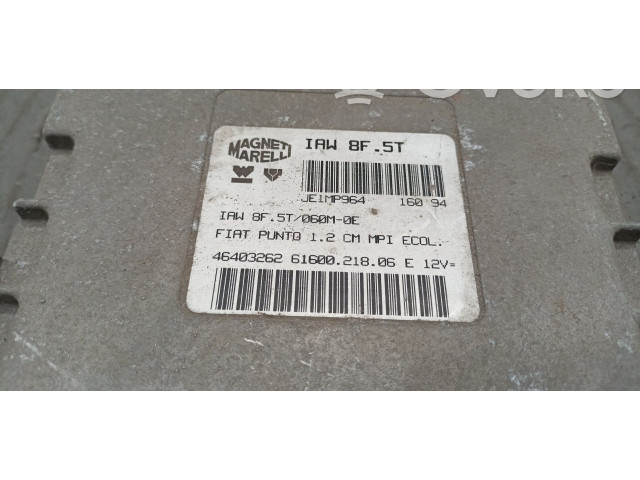 OVOKO
MAGNETI
MARELLI
IAW 8F.5T
JE1MP964 160 94
IAW 8F.5T/060M-0E
FIAT PUNTO 1.2 CM MPI ECOL.
46403262 61600.218.06 E 12V=